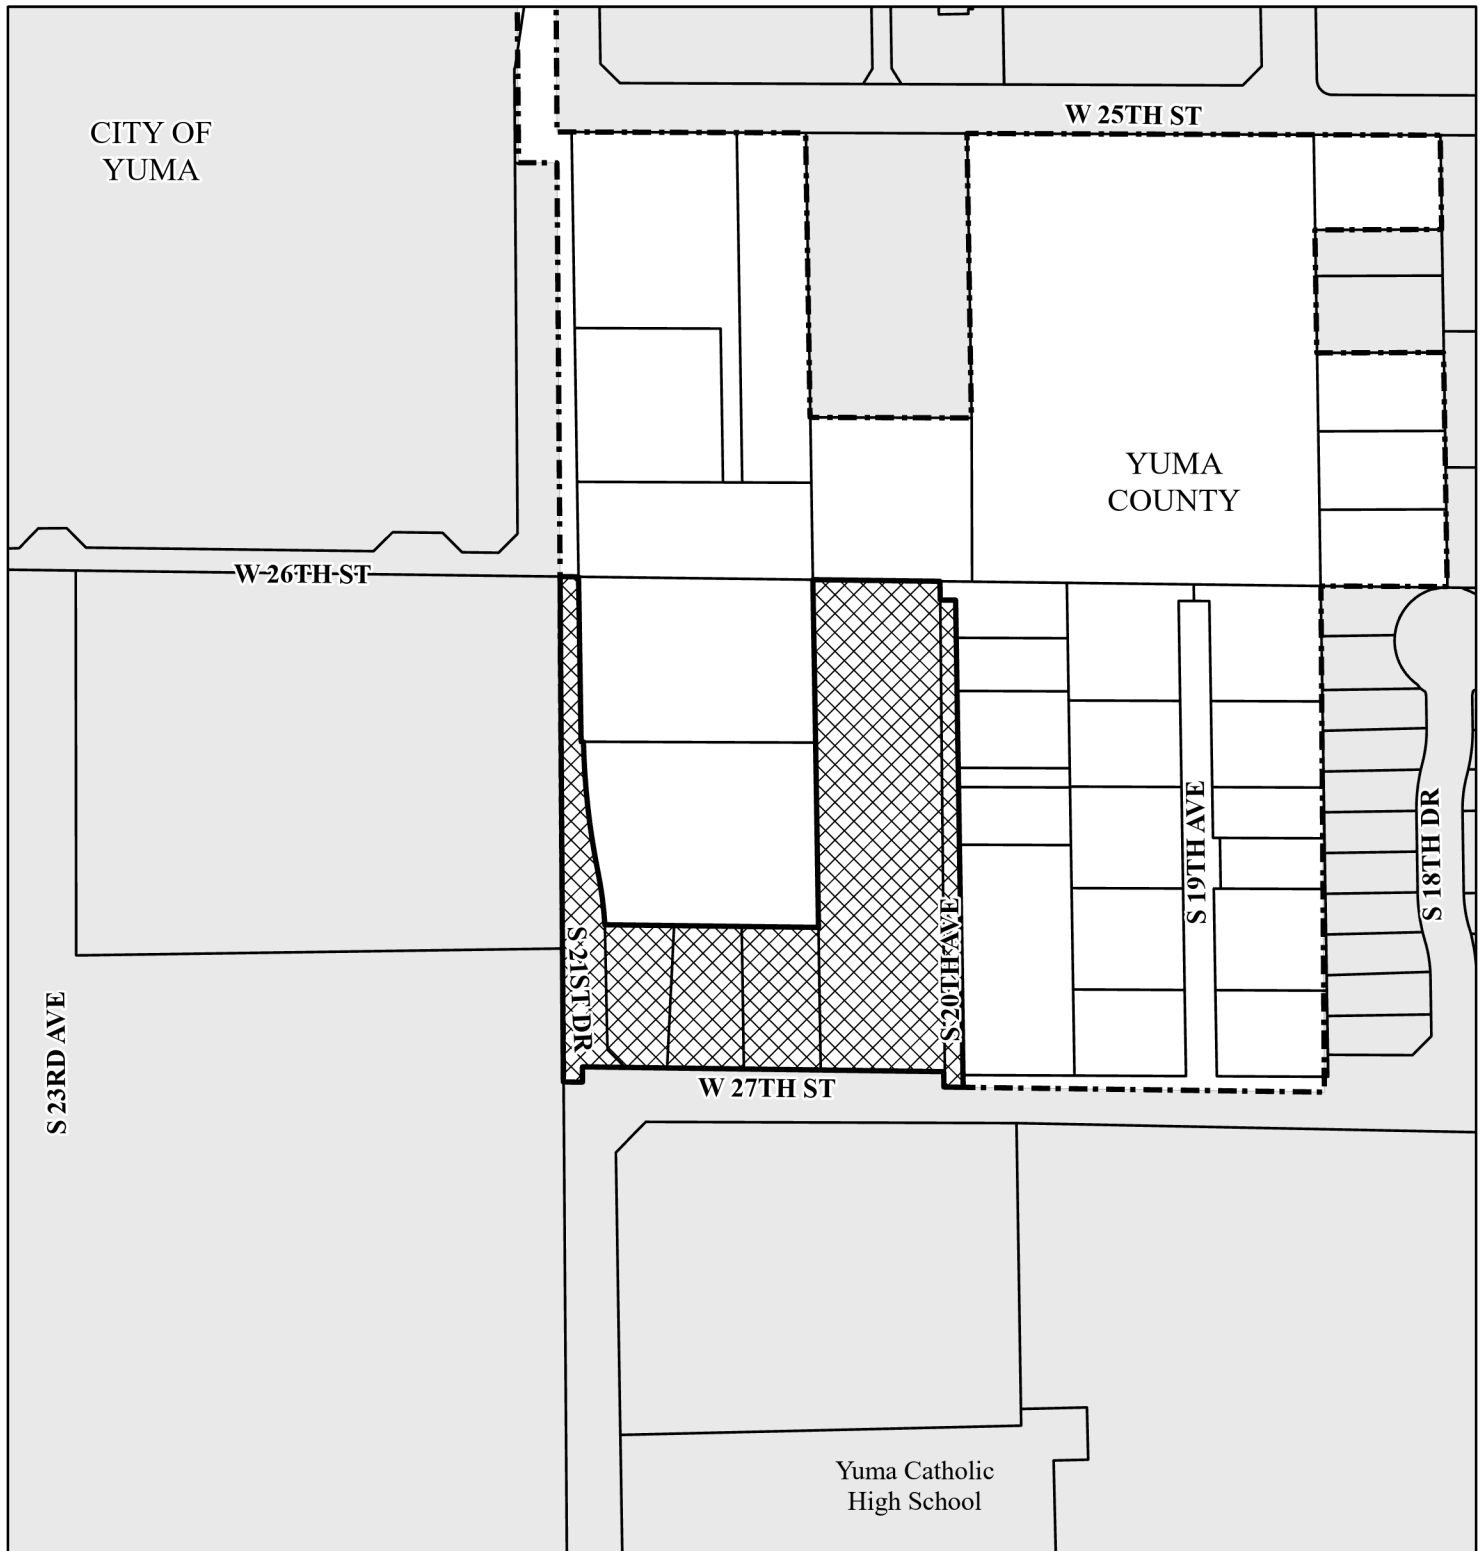 W 25TH ST
CITY OF
YUMA
YUMA
COUNTY
W 26TH ST
S 19TH AVE
S 18TH DR
S 20TH AVE
S 21ST DR
S 23RD AVE
W 27TH ST
Yuma Catholic
High School